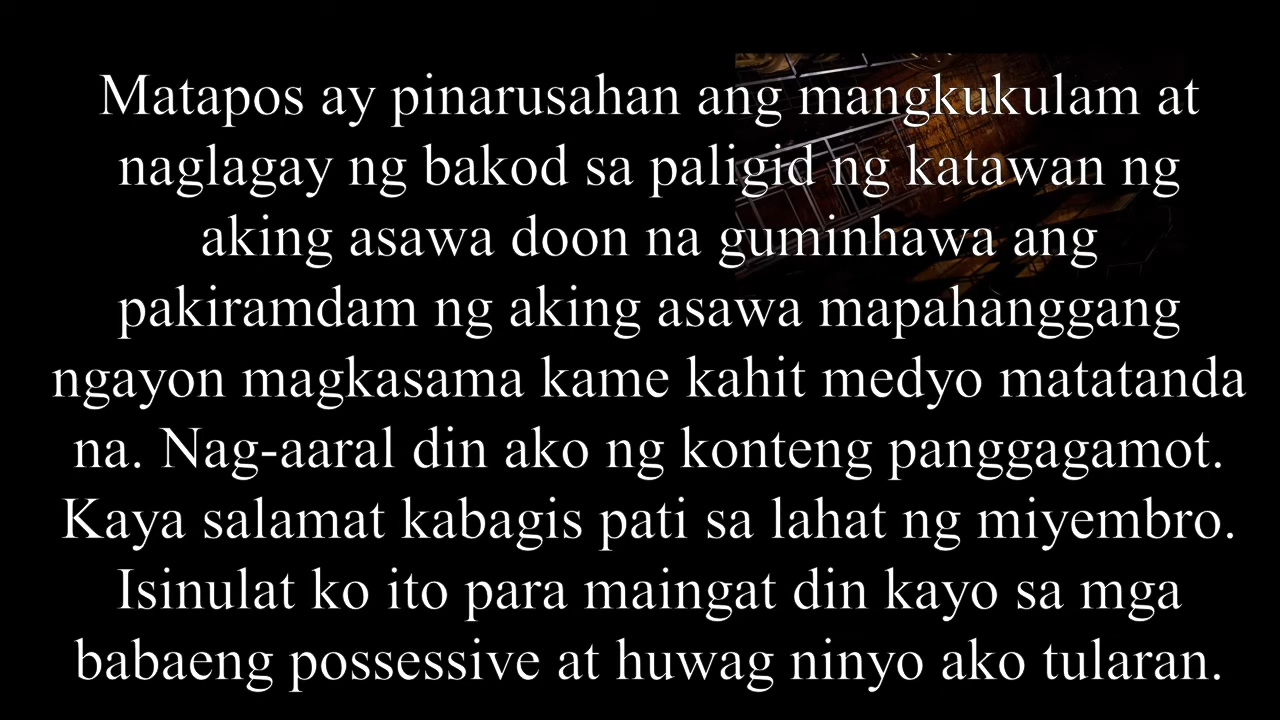 Matapos ay pinarusahan ang mangkukulam at
naglagay ng bakod sa paligid ng katawan ng
aking asawa doon na guminhawa ang
pakiramdam ng aking asawa mapahanggang
ngayon magkasama kame kahit medyo matatanda
na. Nag-aaral din ako ng konteng panggagamot.
Kaya salamat kabagis pati sa lahat ng miyembro.
Isinulat ko ito para maingat din kayo sa mga
babaeng possessive at huwag ninyo ako tularan.